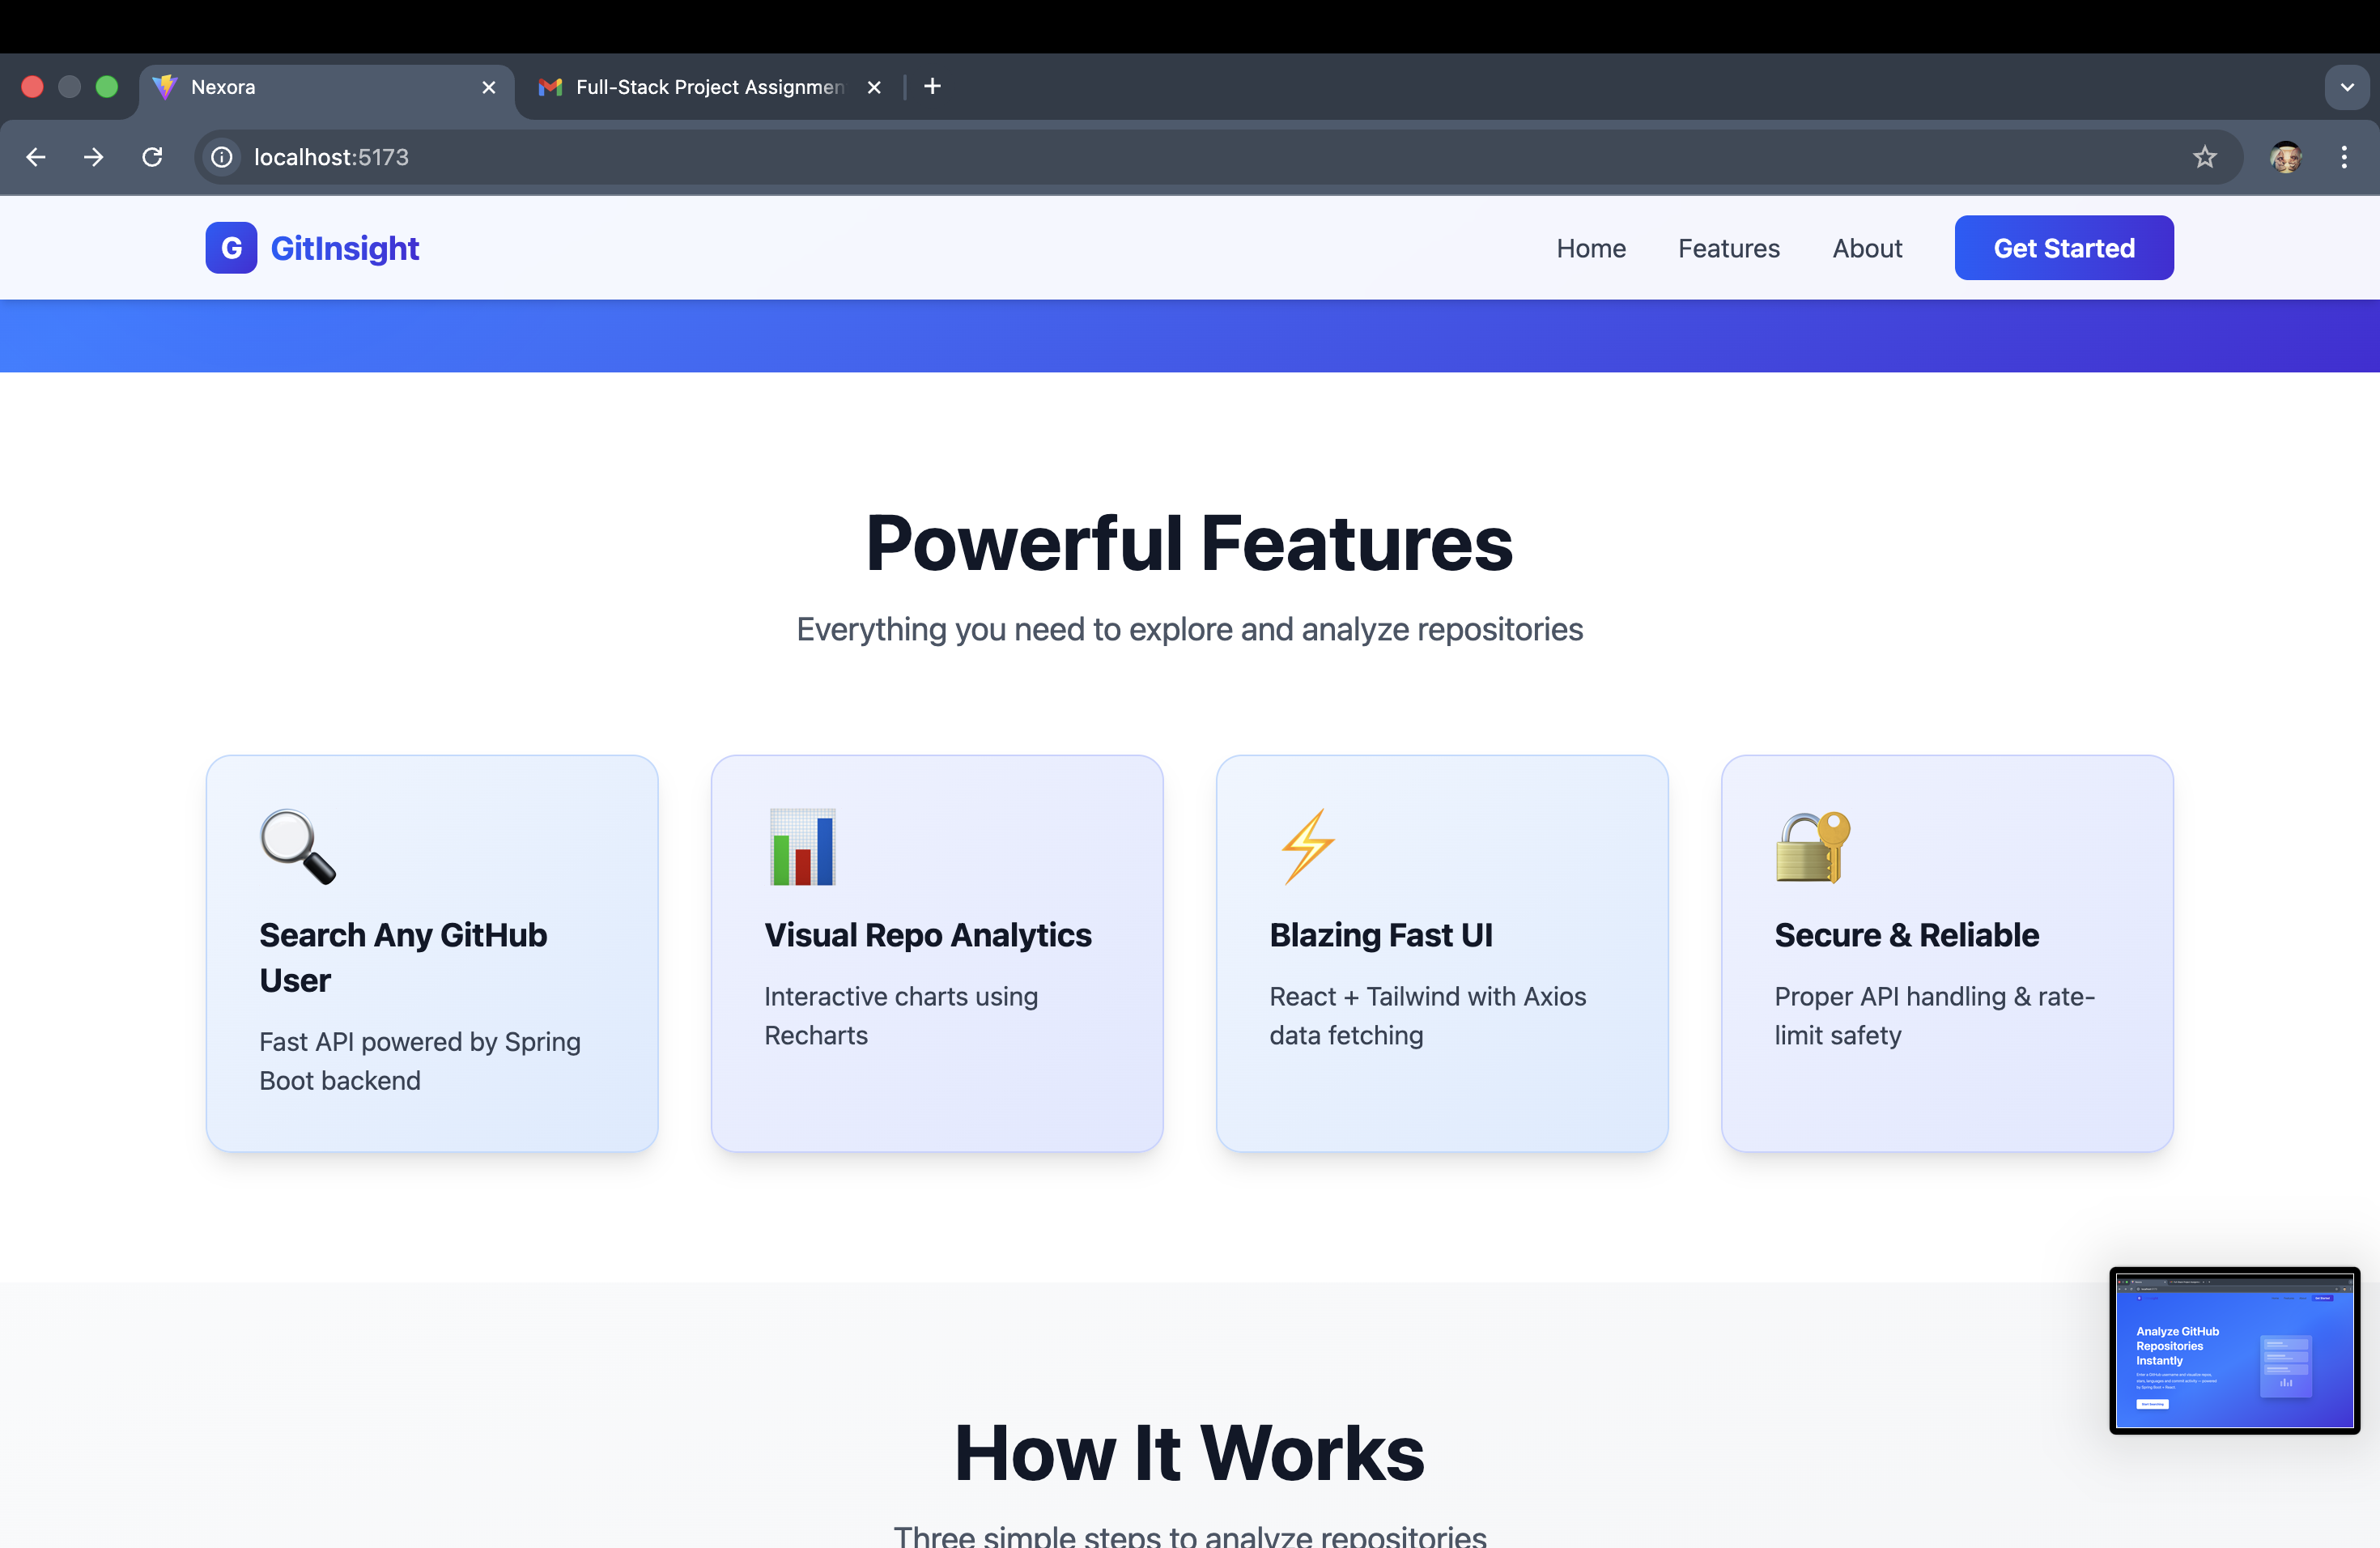 Nexora
Full-Stack Project Assignmen
localhost:5173
G GitInsight
Home Features About Get Started
Powerful Features
Everything you need to explore and analyze repositories
Search Any GitHub
User
Fast API powered by Spring
Boot backend
Visual Repo Analytics
Interactive charts using
Recharts
Blazing Fast UI
React + Tailwind with Axios
data fetching
Secure & Reliable
Proper API handling & rate-
limit safety
Analyze GitHub
Repositories
Instantly
How It Works
Three simple steps to analyze repositories